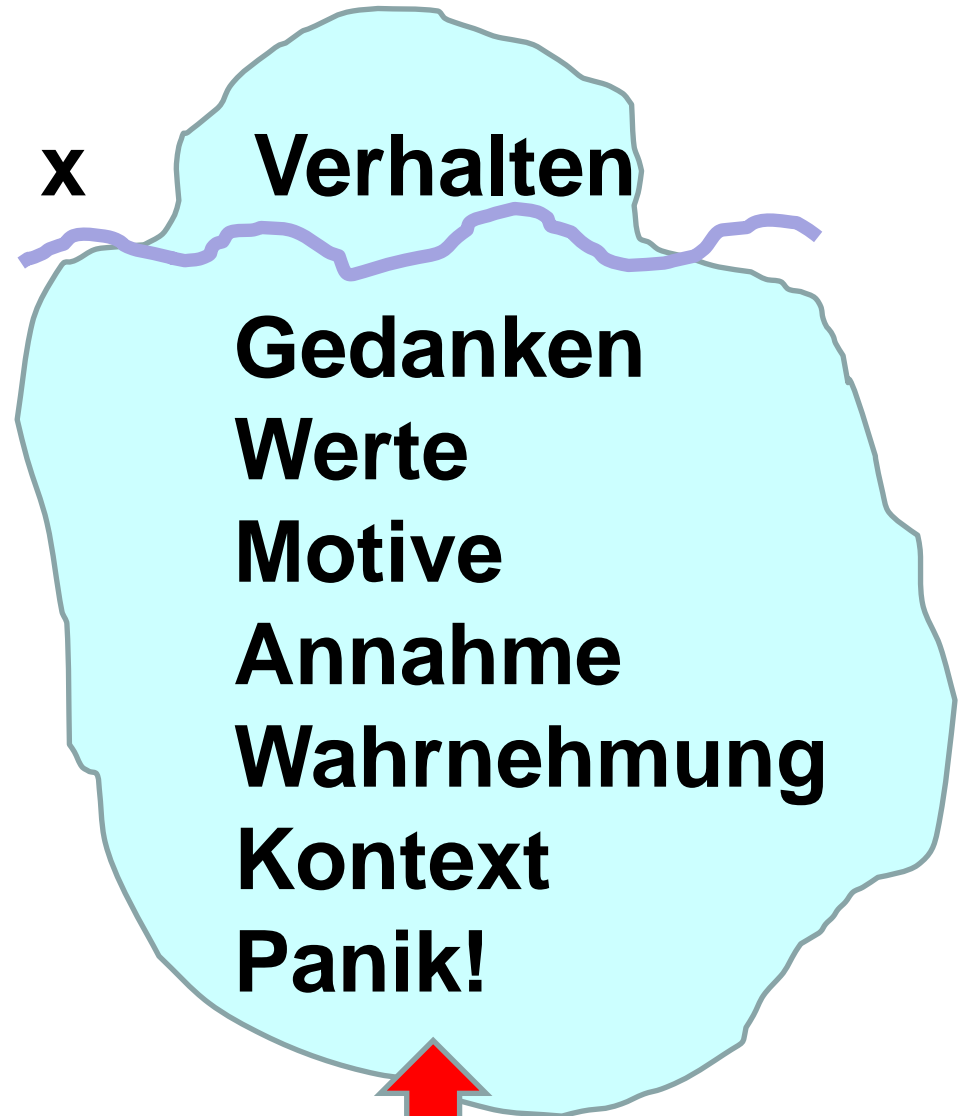 x Verhalten
Gedanken
Werte
Motive
Annahme
Wahrnehmung
Kontext
Panik!